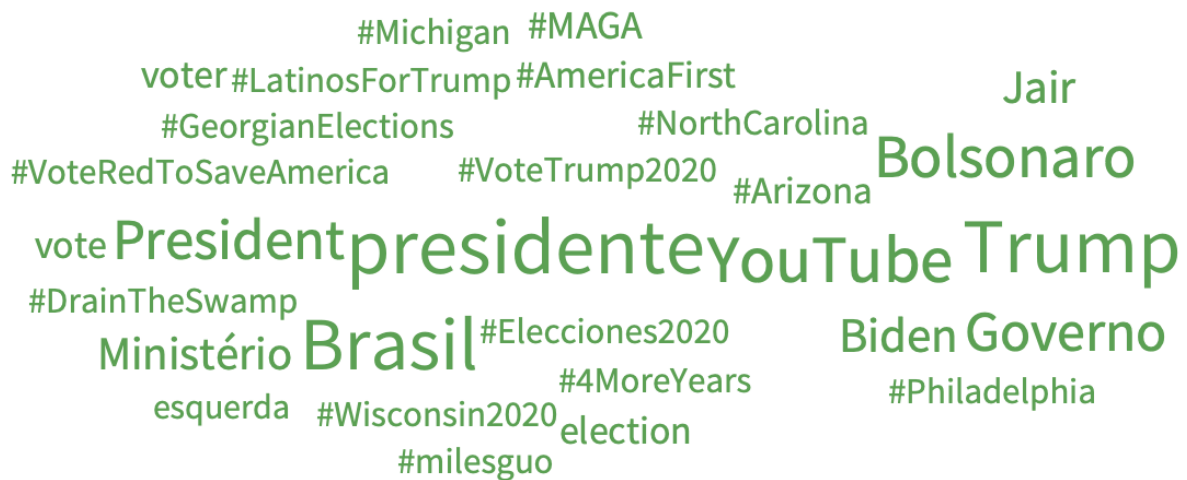 #Michigan #MAGA
voter #LatinosForTrump #AmericaFirst Jair
#GeorgianElections #NorthCarolina
#VoteRedToSaveAmerica #VoteTrump2020 #Arizona Bolsonaro
vote President presidente YouTube Trump
#DrainTheSwamp
Ministério Brasil #Elecciones2020 Biden Governo
#4MoreYears #Philadelphia
esquerda #Wisconsin2020 election
#milesguo